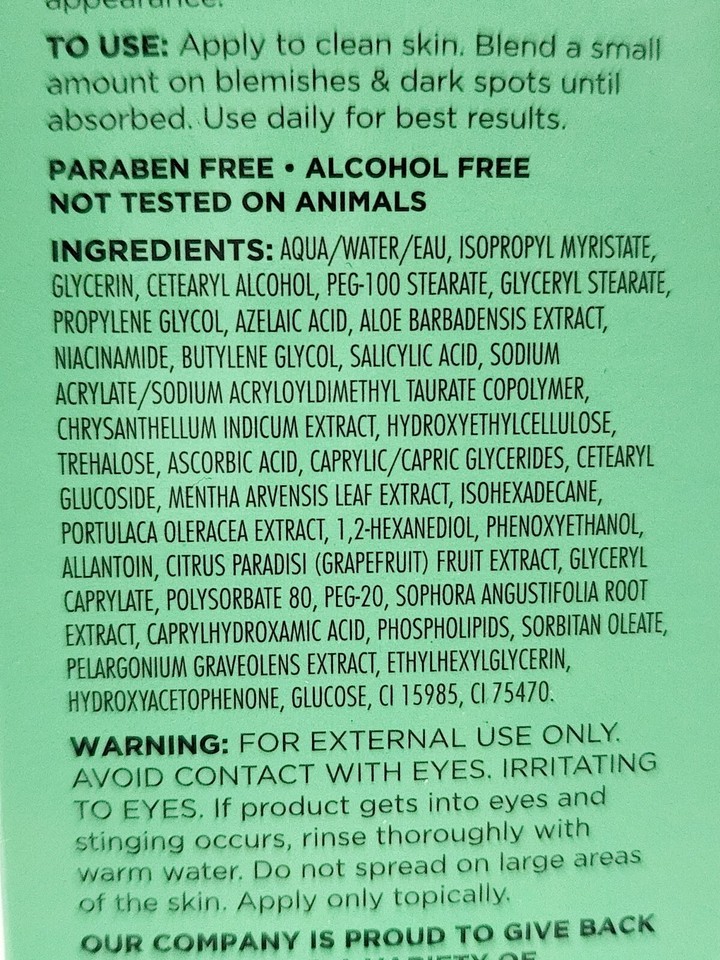 appearance.
TO USE: Apply to clean skin. Blend a small
amount on blemishes & dark spots until
absorbed. Use daily for best results.
PARABEN FREE • ALCOHOL FREE
NOT TESTED ON ANIMALS
INGREDIENTS: AQUA/WATER/EAU, ISOPROPYL MYRISTATE,
GLYCERIN, CETEARYL ALCOHOL, PEG-100 STEARATE, GLYCERYL STEARATE,
PROPYLENE GLYCOL, AZELAIC ACID, ALOE BARBADENSIS EXTRACT,
NIACINAMIDE, BUTYLENE GLYCOL, SALICYLIC ACID, SODIUM
ACRYLATE/SODIUM ACRYLOYLDIMETHYL TAURATE COPOLYMER,
CHRYSANTHELLUM INDICUM EXTRACT, HYDROXYETHYLCELLULOSE,
TREHALOSE, ASCORBIC ACID, CAPRYLIC/CAPRIC GLYCERIDES, CETEARYL
GLUCOSIDE, MENTHA ARVENSIS LEAF EXTRACT, ISOHEXADECANE,
PORTULACA OLERACEA EXTRACT, 1,2-HEXANEDIOL, PHENOXYETHANOL,
ALLANTOIN, CITRUS PARADISI (GRAPEFRUIT) FRUIT EXTRACT, GLYCERYL
CAPRYLATE, POLYSORBATE 80, PEG-20, SOPHORA ANGUSTIFOLIA ROOT
EXTRACT, CAPRYLHYDROXAMIC ACID, PHOSPHOLIPIDS, SORBITAN OLEATE,
PELARGONIUM GRAVEOLENS EXTRACT, ETHYLHEXYLGLYCERIN,
HYDROXYACETOPHENONE, GLUCOSE, CI 15985, CI 75470.
WARNING: FOR EXTERNAL USE ONLY.
AVOID CONTACT WITH EYES. IRRITATING
TO EYES. If product gets into eyes and
stinging occurs, rinse thoroughly with
warm water. Do not spread on large areas
of the skin. Apply only topically.
OUR COMPANY IS PROUD TO GIVE BACK
VARIETY OF